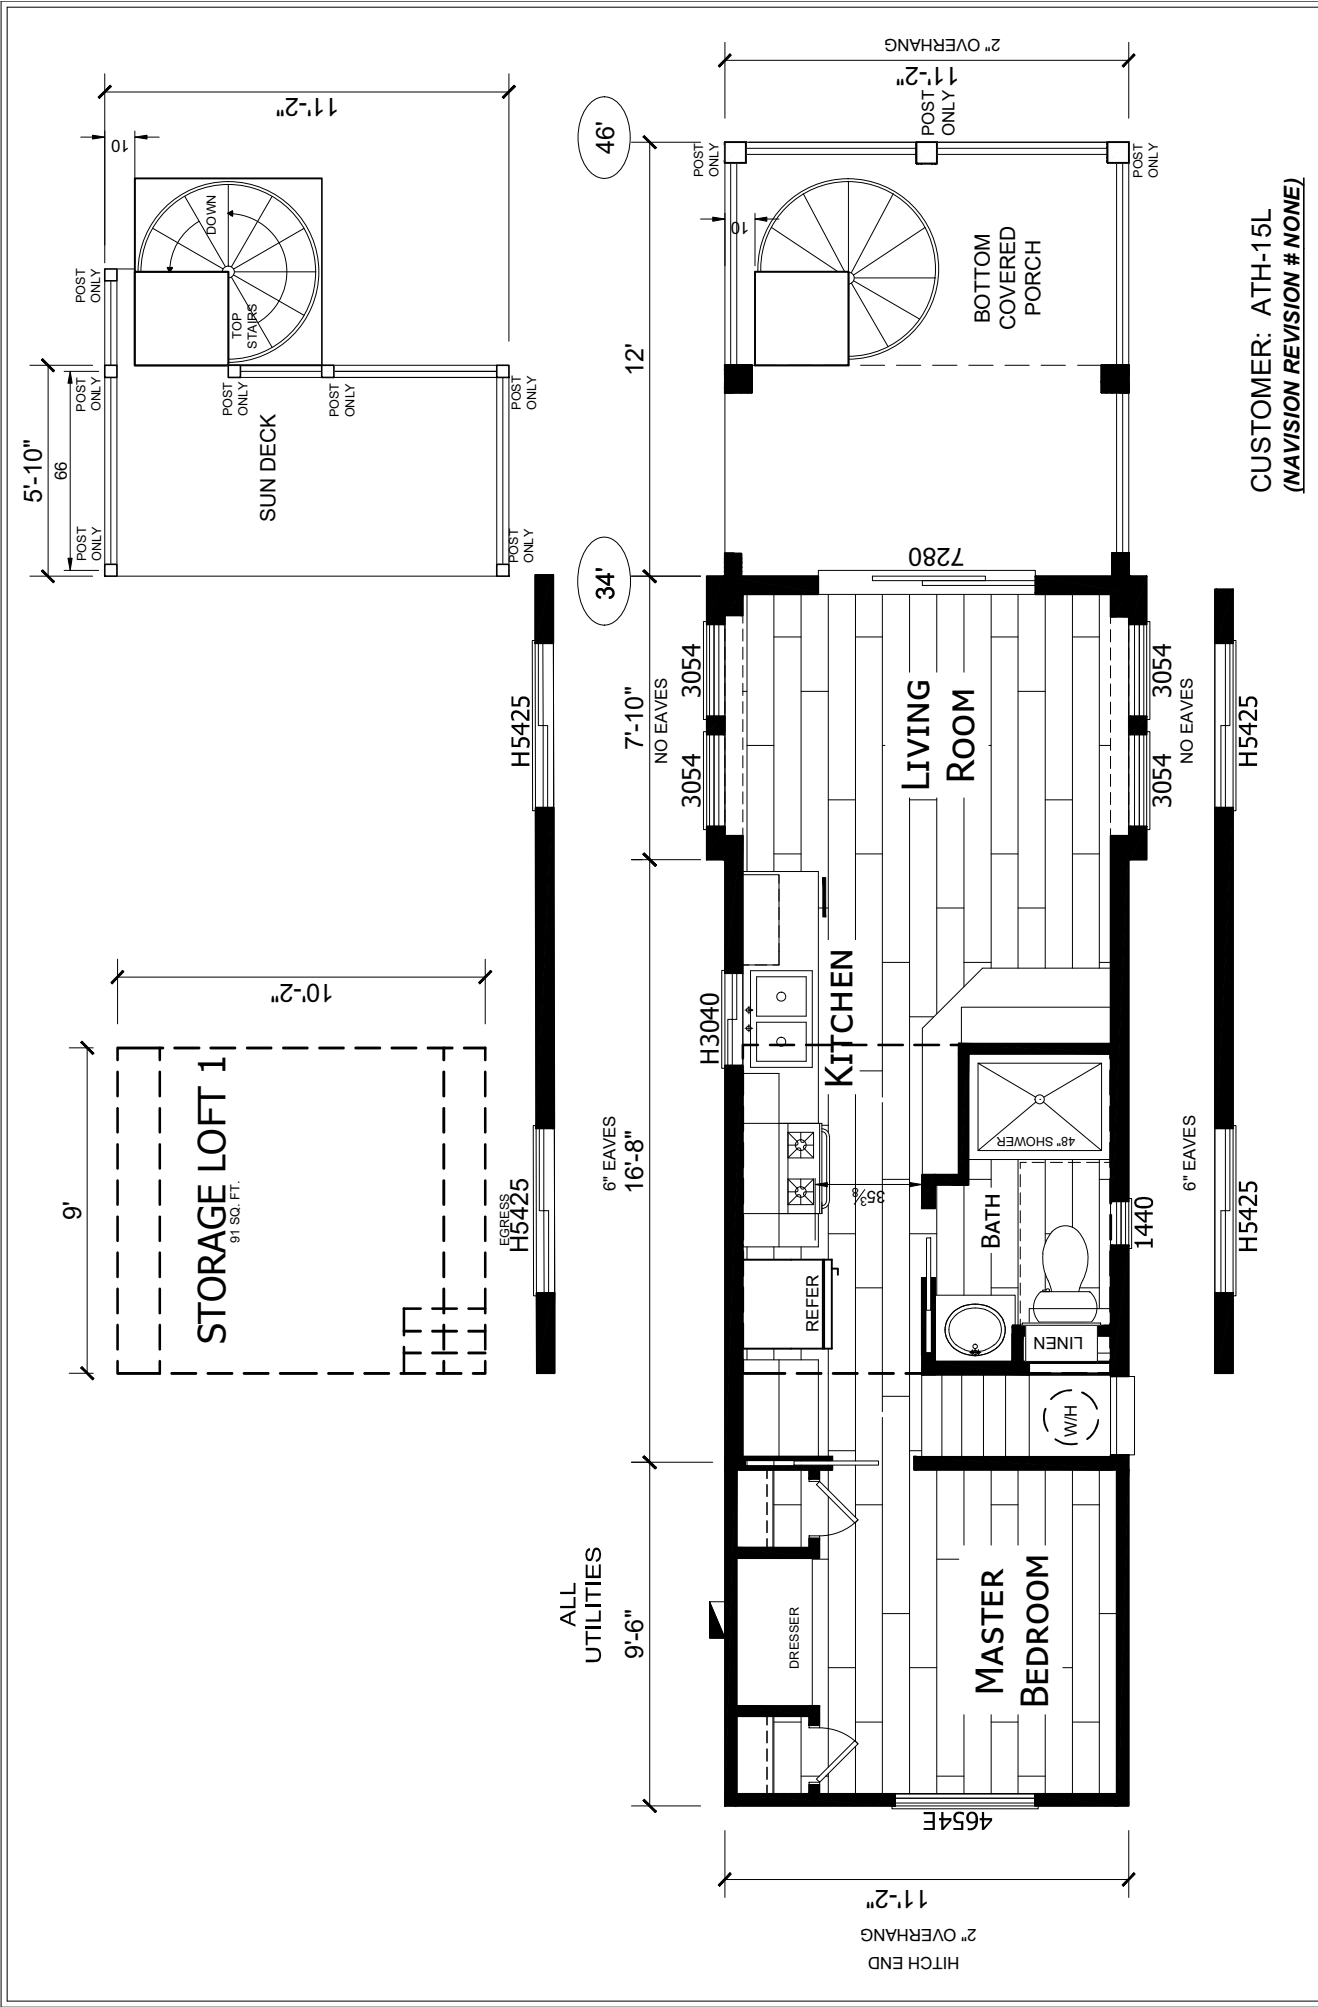 9'
STORAGE LOFT 1
91 SQ. FT.
10'-2"
5'-10"
66
POST
ONLY
POST
ONLY
POST
ONLY
SUN DECK
POST
ONLY
POST
ONLY
POST
ONLY
POST
ONLY
TOP
STAIRS
DOWN
10
11'-2"
EGRESS
H5425
H5425
ALL
UTILITIES
9'-6"
6" EAVES
16'-8"
7'-10"
NO EAVES
34'
12'
46'
H3040
3054
3054
POST
ONLY
10
HITCH END
2" OVERHANG
11'-2"
4654E
DRESSER
MASTER
BEDROOM
REFER
35⅜
KITCHEN
BATH
48" SHOWER
LINEN
W/H
LIVING
ROOM
7280
BOTTOM
COVERED
PORCH
POST
ONLY
11'-2"
2" OVERHANG
POST
ONLY
1440
3054
3054
6" EAVES
NO EAVES
H5425
H5425
CUSTOMER: ATH-15L
(NAVISION REVISION # NONE)